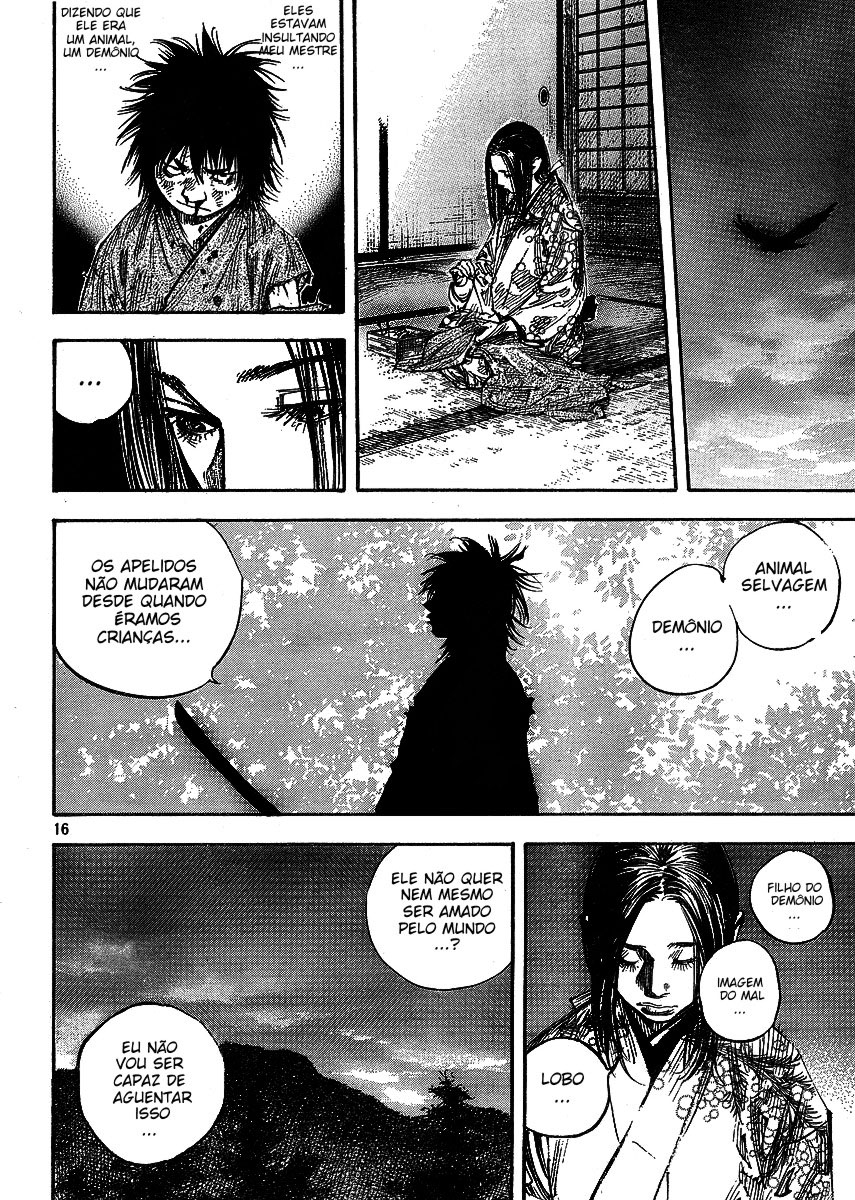 ELES
ESTAVAM
INSULTANDO
MEU MESTRE
...
DIZENDO QUE
ELE ERA
UM ANIMAL,
UM DEMÔNIO
...
...
ANIMAL
SELVAGEM
...
DEMÔNIO
...
OS APELIDOS
NÃO MUDARAM
DESDE QUANDO
ÉRAMOS
CRIANÇAS...
16
FILHO DO
DEMÔNIO
...
IMAGEM
DO MAL
...
LOBO
...
ELE NÃO QUER
NEM MESMO
SER AMADO
PELO MUNDO
...?
EU NÃO
VOU SER
CAPAZ DE
AGUENTAR
ISSO
...